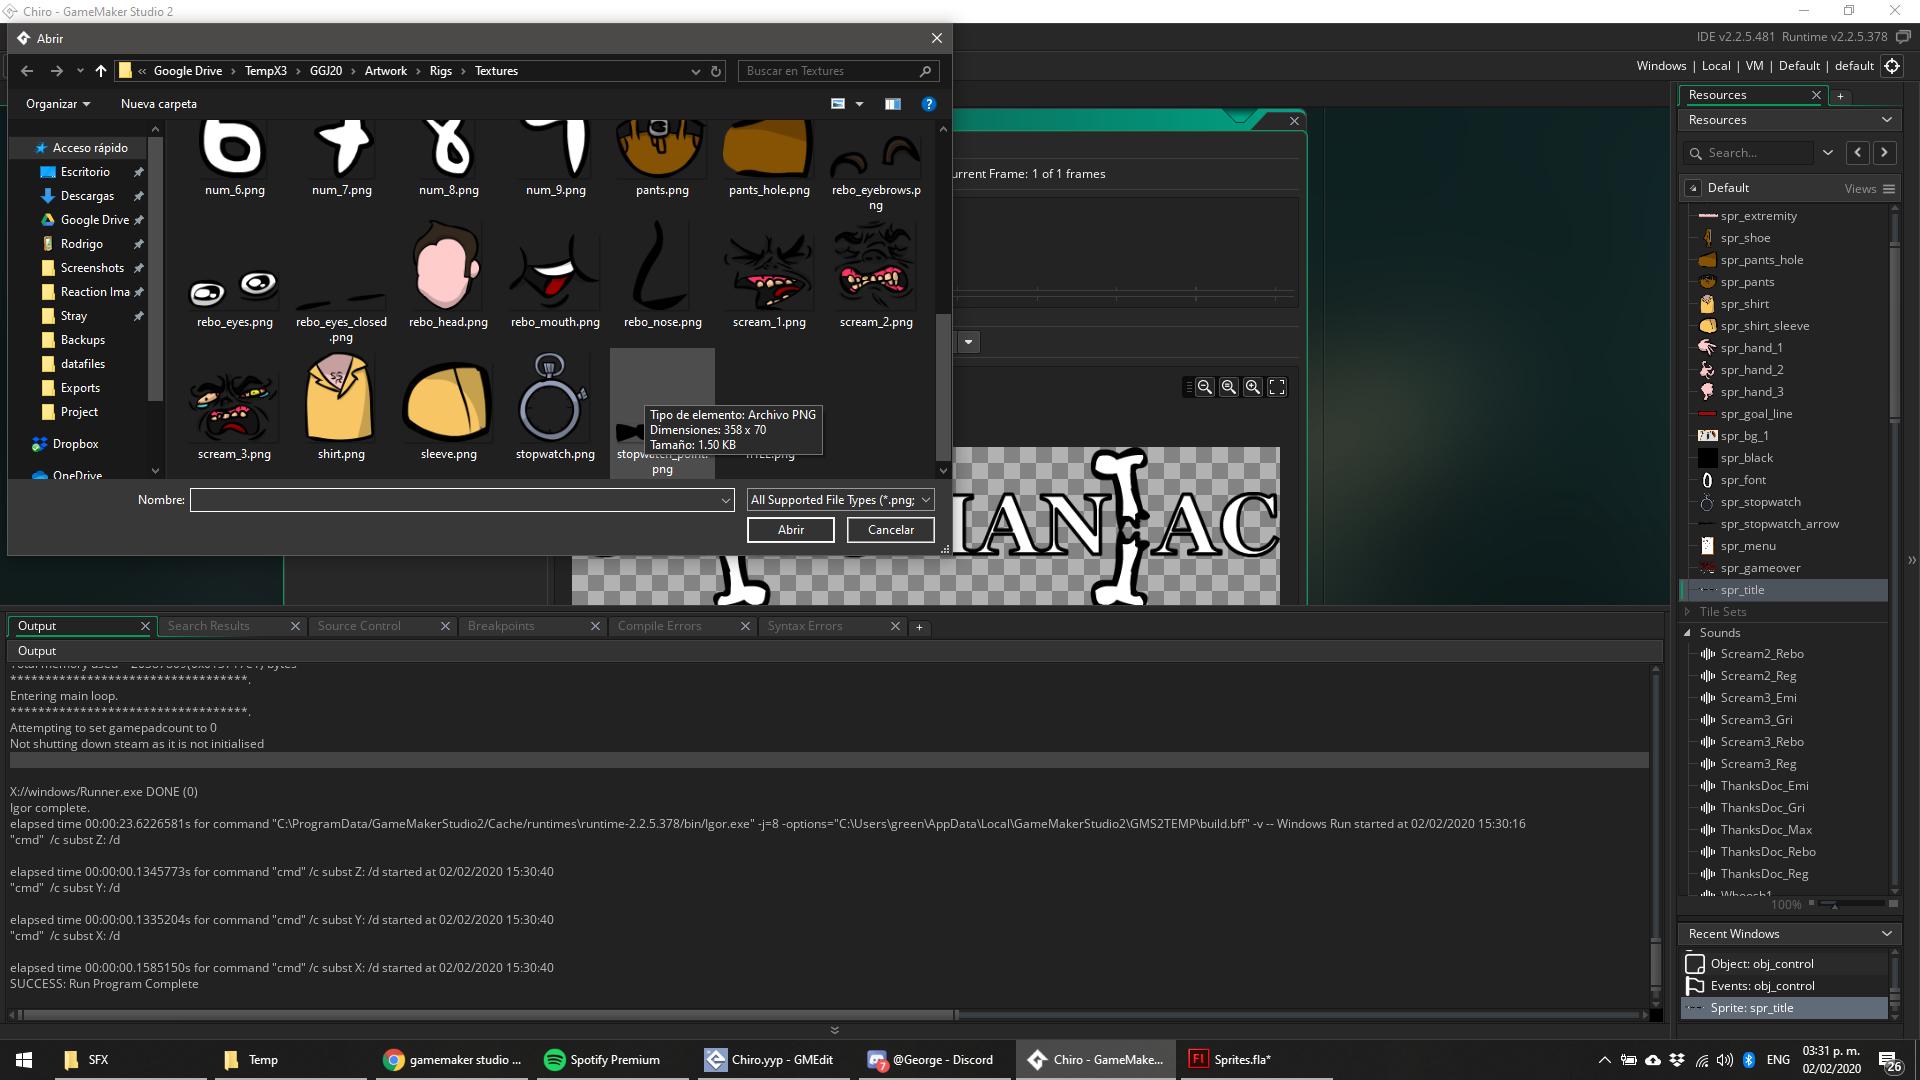 Chiro - GameMaker Studio 2
Abrir
IDE v2.2.5.481 Runtime v2.2.5.378
« Google Drive > TempX3 > GGJ20 > Artwork > Rigs > Textures
Buscar en Textures
Windows | Local | VM | Default | default
Organizar
Nueva carpeta
Acceso rápido
Escritorio
Descargas
Google Drive
Rodrigo
Screenshots
Reaction Ima
Stray
Backups
datafiles
Exports
Project
Dropbox
OneDrive
num_6.png
num_7.png
num_8.png
num_9.png
pants.png
pants_hole.png
rebo_eyebrows.p
ng
rebo_eyes.png
rebo_eyes_closed
.png
rebo_head.png
rebo_mouth.png
rebo_nose.png
scream_1.png
scream_2.png
scream_3.png
shirt.png
sleeve.png
stopwatch.png
png
Tipo de elemento: Archivo PNG
Dimensiones: 358 x 70
Tamaño: 1.50 KB
Nombre:
All Supported File Types (*.png;
Abrir
Cancelar
urrent Frame: 1 of 1 frames
IANIAC
Resources
Resources
Search...
Default
Views
spr_extremity
spr_shoe
spr_pants_hole
spr_pants
spr_shirt
spr_shirt_sleeve
spr_hand_1
spr_hand_2
spr_hand_3
spr_goal_line
spr_bg_1
spr_black
spr_font
spr_stopwatch
spr_stopwatch_arrow
spr_menu
spr_gameover
spr_title
Tile Sets
Sounds
Scream2_Rebo
Scream2_Reg
Scream3_Emi
Scream3_Gri
Scream3_Rebo
Scream3_Reg
ThanksDoc_Emi
ThanksDoc_Gri
ThanksDoc_Max
ThanksDoc_Rebo
ThanksDoc_Reg
Whoosh1
100%
Recent Windows
Object: obj_control
Events: obj_control
Sprite: spr_title
Output
Search Results
Source Control
Breakpoints
Compile Errors
Syntax Errors
Output
**********************************.
Entering main loop.
**********************************.
Attempting to set gamepadcount to 0
Not shutting down steam as it is not initialised
X://windows/Runner.exe DONE (0)
Igor complete.
elapsed time 00:00:23.6226581s for command "C:\ProgramData/GameMakerStudio2/Cache/runtimes\runtime-2.2.5.378/bin/Igor.exe" -j=8 -options="C:\Users\green\AppData\Local\GameMakerStudio2\GMS2TEMP\build.bff" -v -- Windows Run started at 02/02/2020 15:30:16
"cmd" /c subst Z: /d
elapsed time 00:00:00.1345773s for command "cmd" /c subst Z: /d started at 02/02/2020 15:30:40
"cmd" /c subst Y: /d
elapsed time 00:00:00.1335204s for command "cmd" /c subst Y: /d started at 02/02/2020 15:30:40
"cmd" /c subst X: /d
elapsed time 00:00:00.1585150s for command "cmd" /c subst X: /d started at 02/02/2020 15:30:40
SUCCESS: Run Program Complete
SFX
Temp
gamemaker studio ...
Spotify Premium
Chiro.yyp - GMEdit
@George - Discord
7
Chiro - GameMake...
Sprites.fla*
ENG
03:31 p. m.
02/02/2020
26